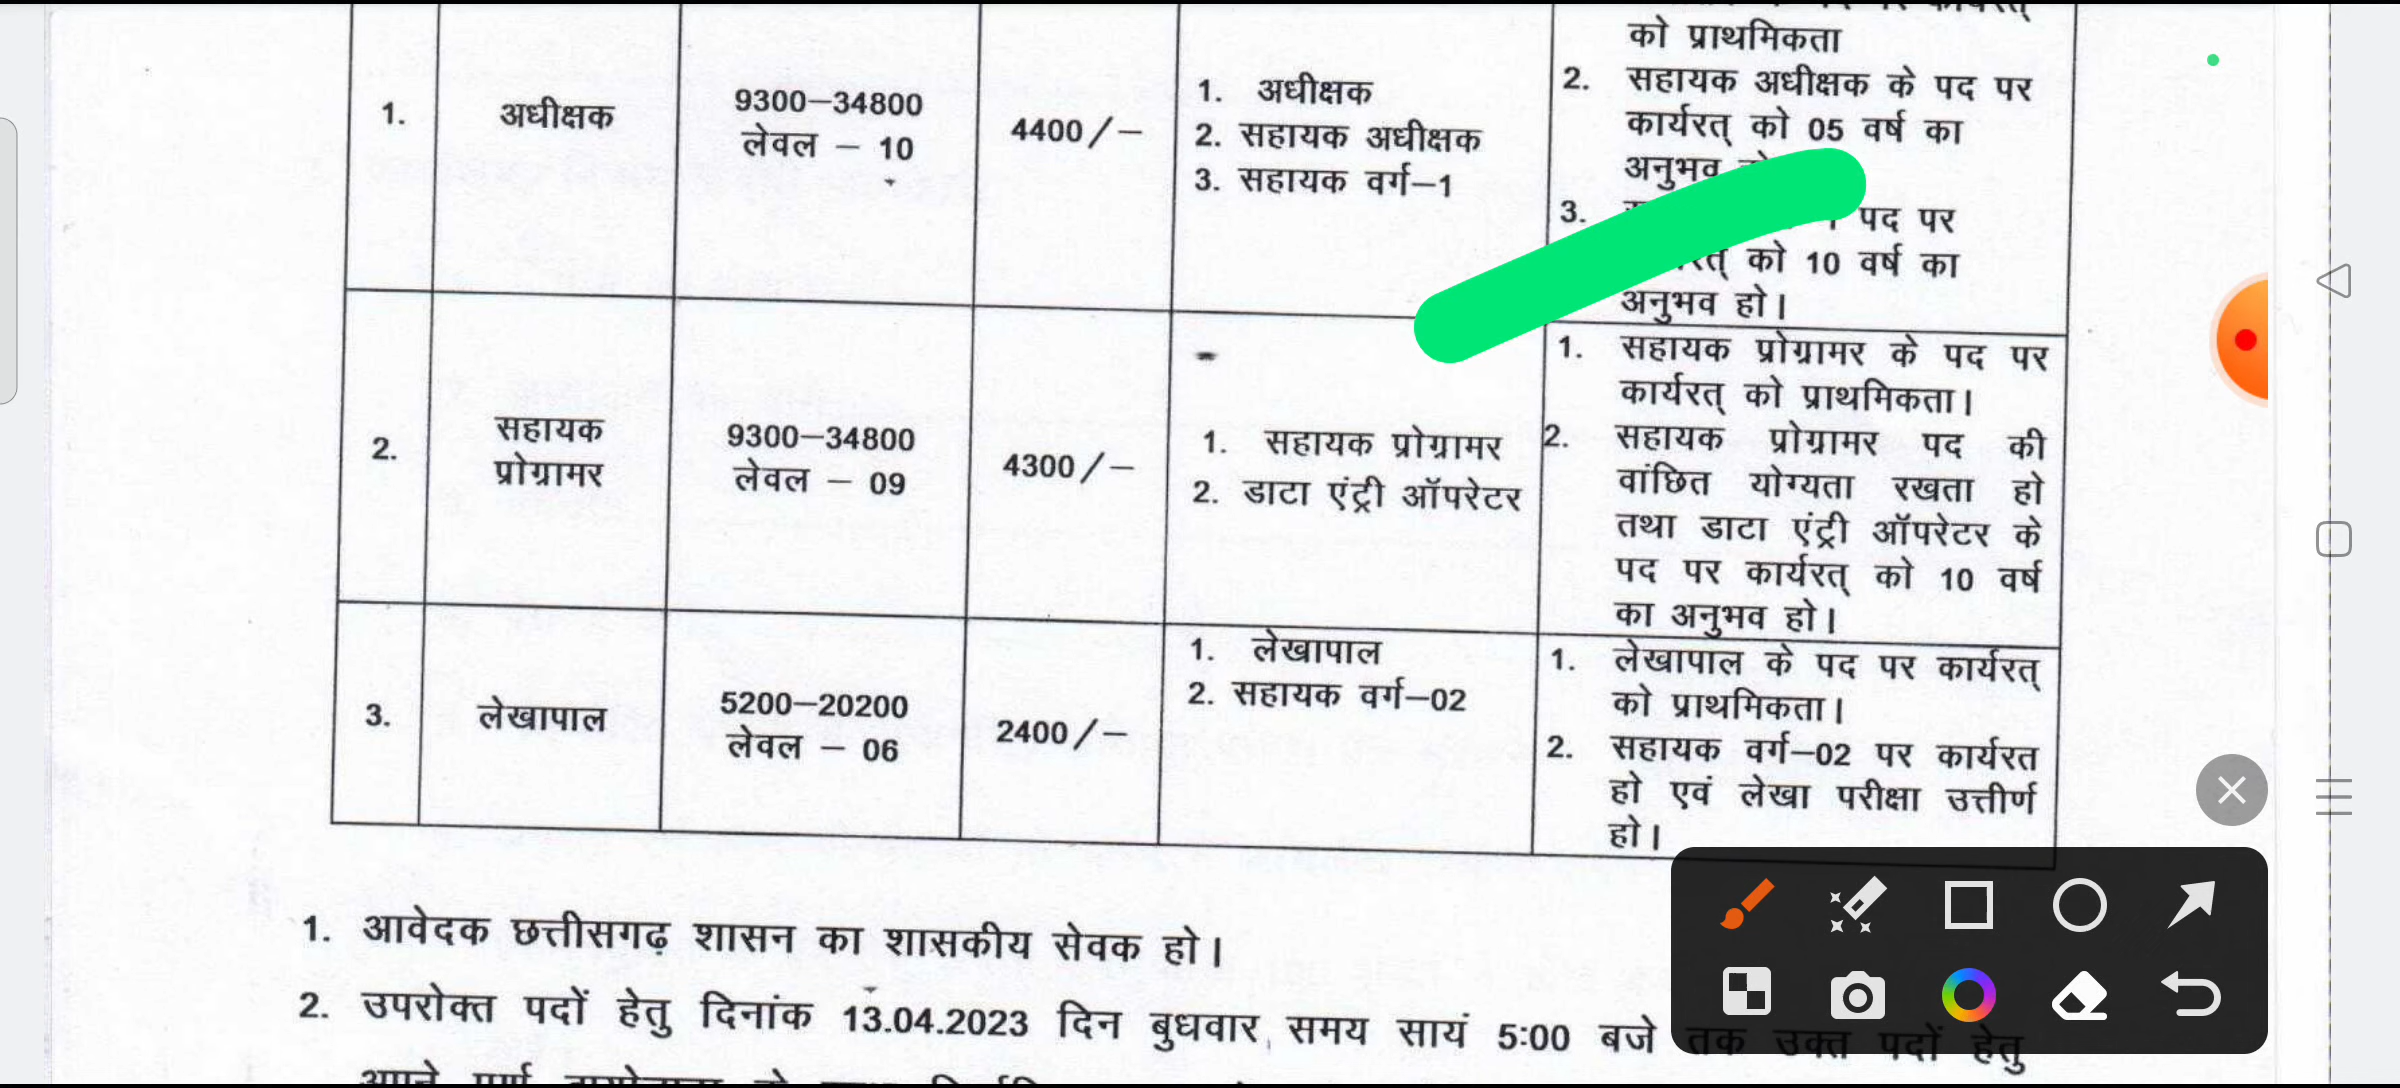 को प्राथमिकता
1. अधीक्षक 9300–34800 लेवल – 10 4400/–
1. अधीक्षक
2. सहायक अधीक्षक
3. सहायक वर्ग–1
2. सहायक अधीक्षक के पद पर
कार्यरत् को 05 वर्ष का
अनुभव
3. पद पर
को 10 वर्ष का
अनुभव हो।
2. सहायक प्रोग्रामर 9300–34800 लेवल – 09 4300/–
1. सहायक प्रोग्रामर
2. डाटा एंट्री ऑपरेटर
1. सहायक प्रोग्रामर के पद पर
कार्यरत् को प्राथमिकता।
2. सहायक प्रोग्रामर पद की
वांछित योग्यता रखता हो
तथा डाटा एंट्री ऑपरेटर के
पद पर कार्यरत् को 10 वर्ष
का अनुभव हो।
3. लेखापाल 5200–20200 लेवल – 06 2400/–
1. लेखापाल
2. सहायक वर्ग–02
1. लेखापाल के पद पर कार्यरत्
को प्राथमिकता।
2. सहायक वर्ग–02 पर कार्यरत
हो एवं लेखा परीक्षा उत्तीर्ण
हो।
1. आवेदक छत्तीसगढ़ शासन का शासकीय सेवक हो।
2. उपरोक्त पदों हेतु दिनांक 13.04.2023 दिन बुधवार, समय सायं 5:00 बजे तक उक्त पदों हेतु